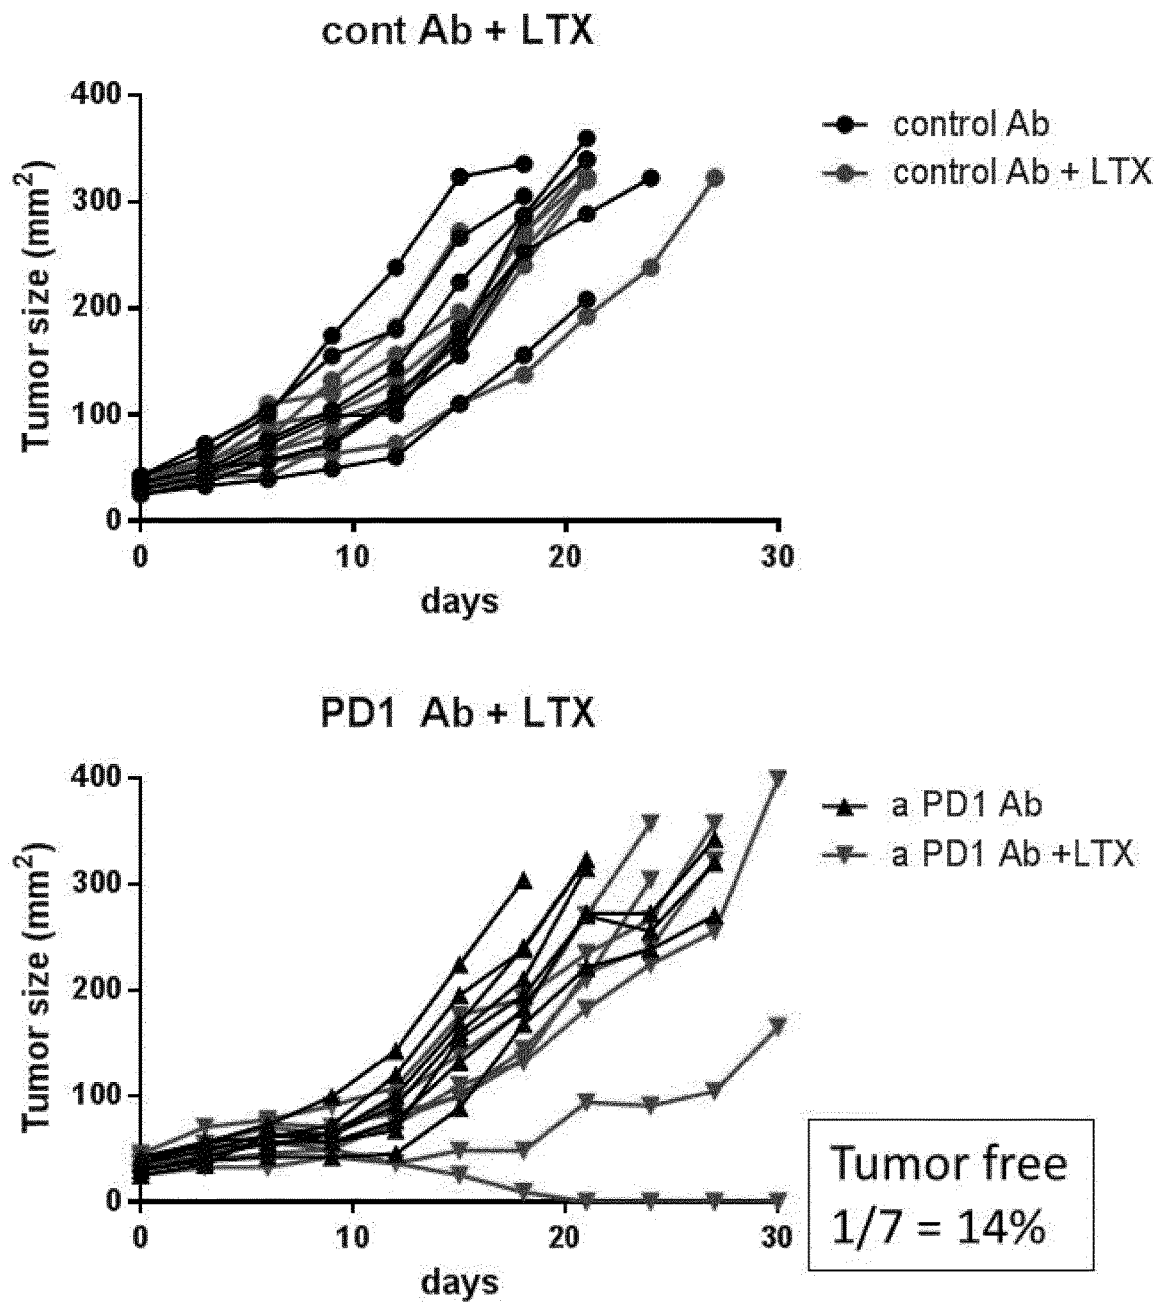 cont Ab + LTX
400
300
200
100
0
Tumor size (mm²)
0 10 20 30
days
control Ab
control Ab + LTX
PD1 Ab + LTX
400
300
200
100
0
Tumor size (mm²)
0 10 20 30
days
a PD1 Ab
a PD1 Ab +LTX
Tumor free
1/7 = 14%